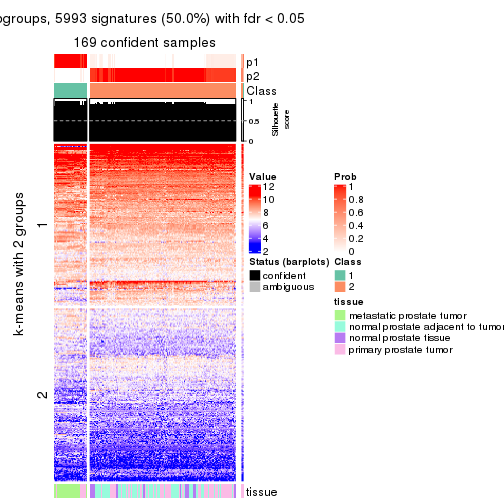 ogroups, 5993 signatures (50.0%) with fdr < 0.05
169 confident samples
p1
p2
Class
1
0.5
0
Silhouette
score
k-means with 2 groups
1
2
tissue
Value
12
10
8
6
4
2
Prob
1
0.8
0.6
0.4
0.2
0
Status (barplots)
confident
ambiguous
Class
1
2
tissue
metastatic prostate tumor
normal prostate adjacent to tumor
normal prostate tissue
primary prostate tumor